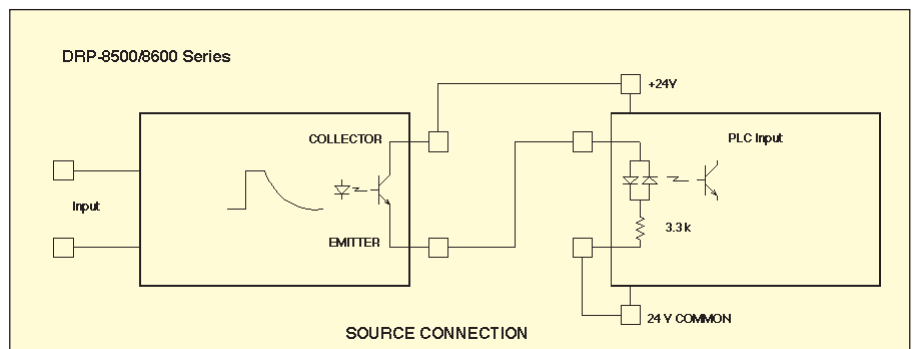 DRP-8500/8600 Series
+24V
COLLECTOR
PLC Input
Input
3.3 k
EMITTER
24 V COMMON
SOURCE CONNECTION